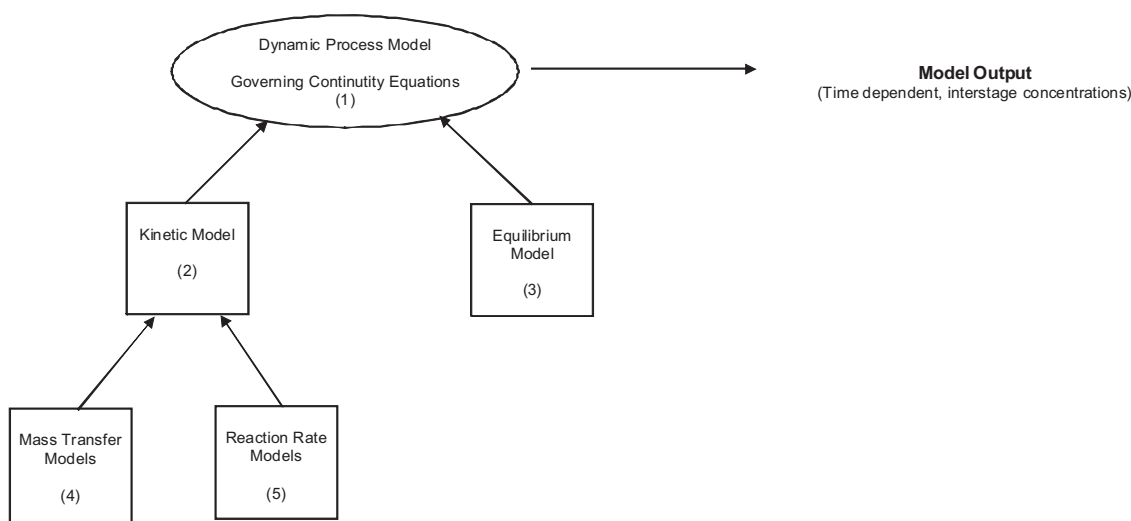 Dynamic Process Model
Governing Continutity Equations
(1)
Model Output
(Time dependent, interstage concentrations)
Kinetic Model
(2)
Equilibrium
Model
(3)
Mass Transfer
Models
(4)
Reaction Rate
Models
(5)